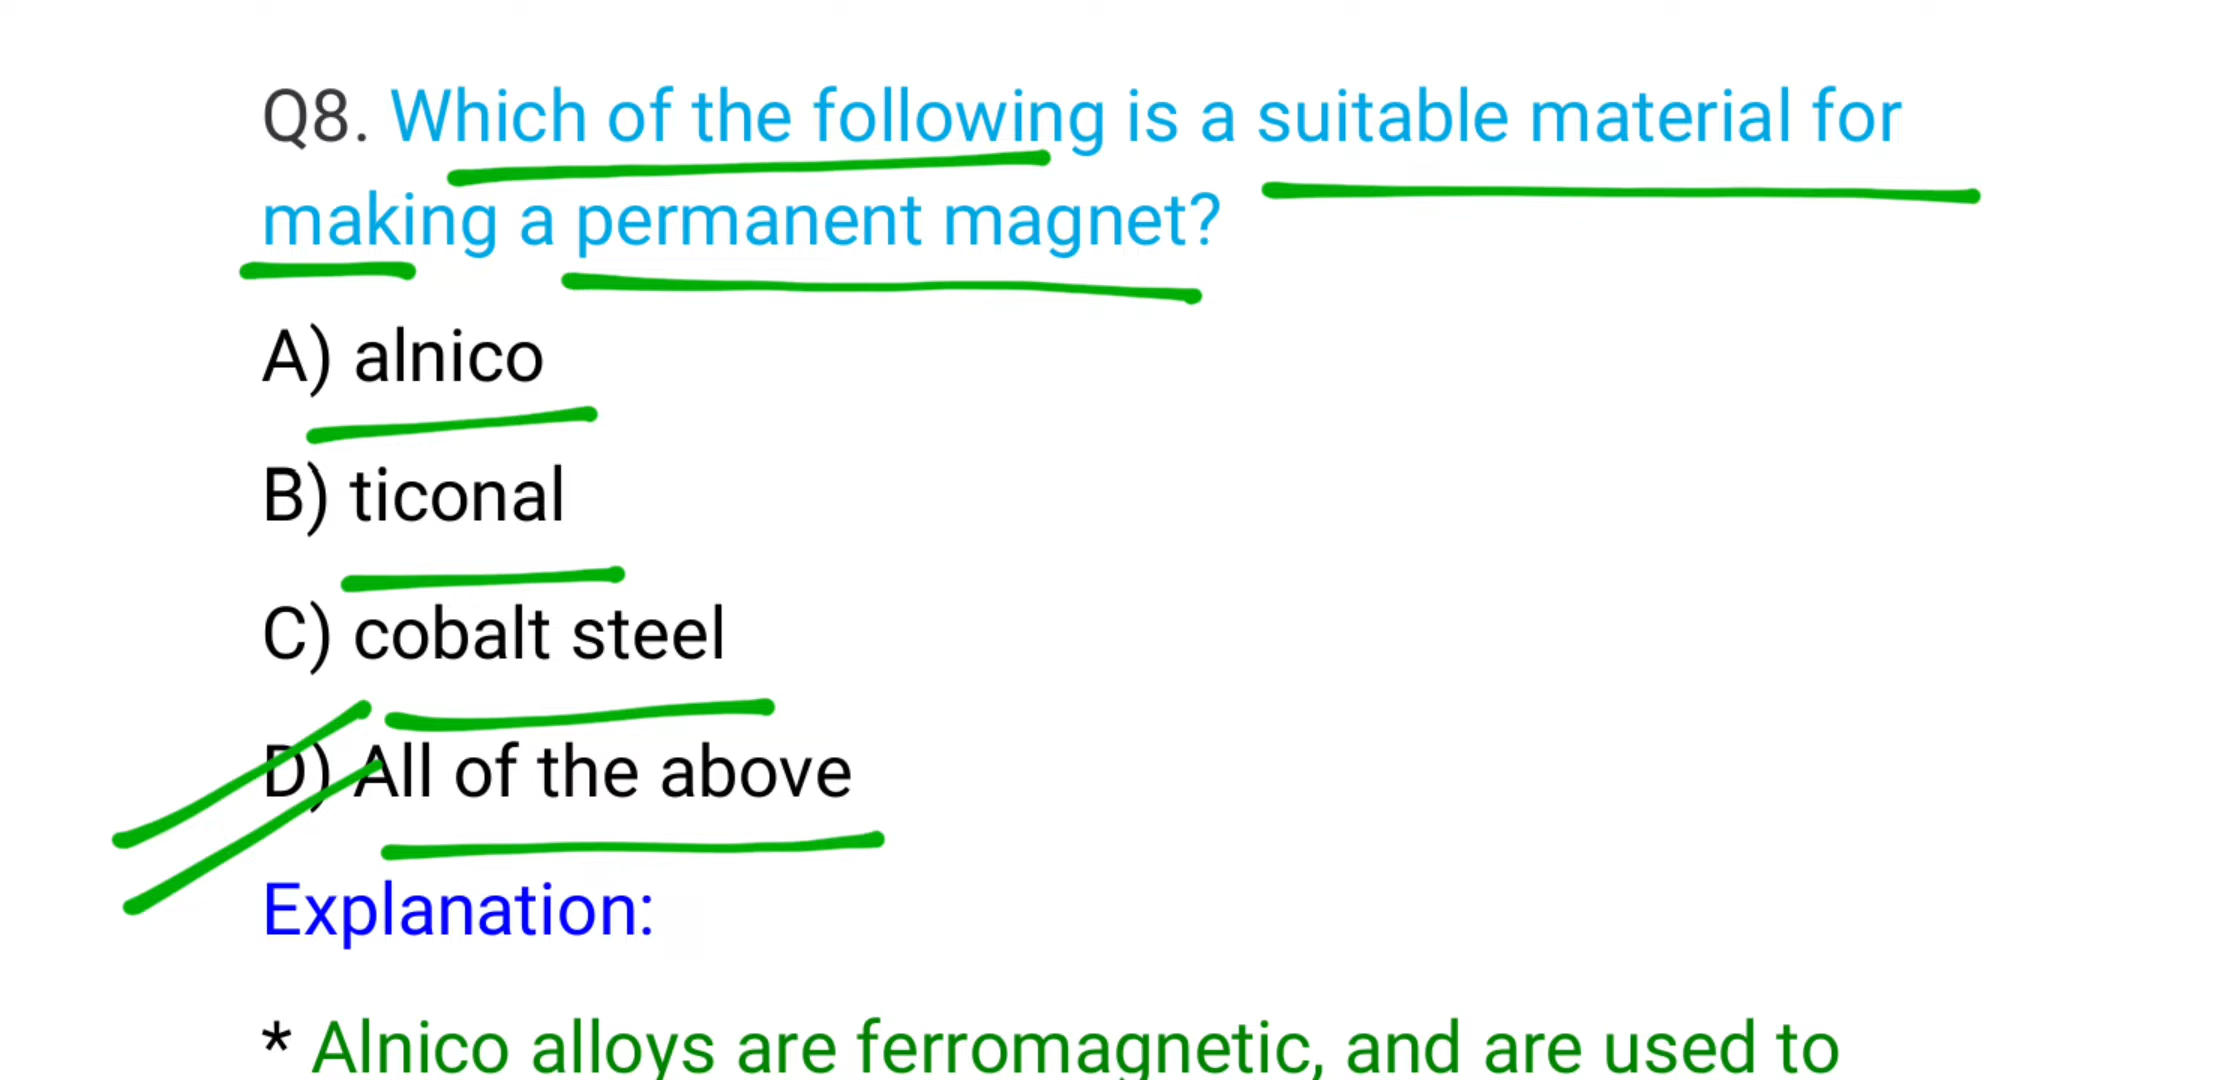 Q8. Which of the following is a suitable material for
making a permanent magnet?
A) alnico
B) ticonal
C) cobalt steel
D) All of the above
Explanation:
* Alnico alloys are ferromagnetic, and are used to